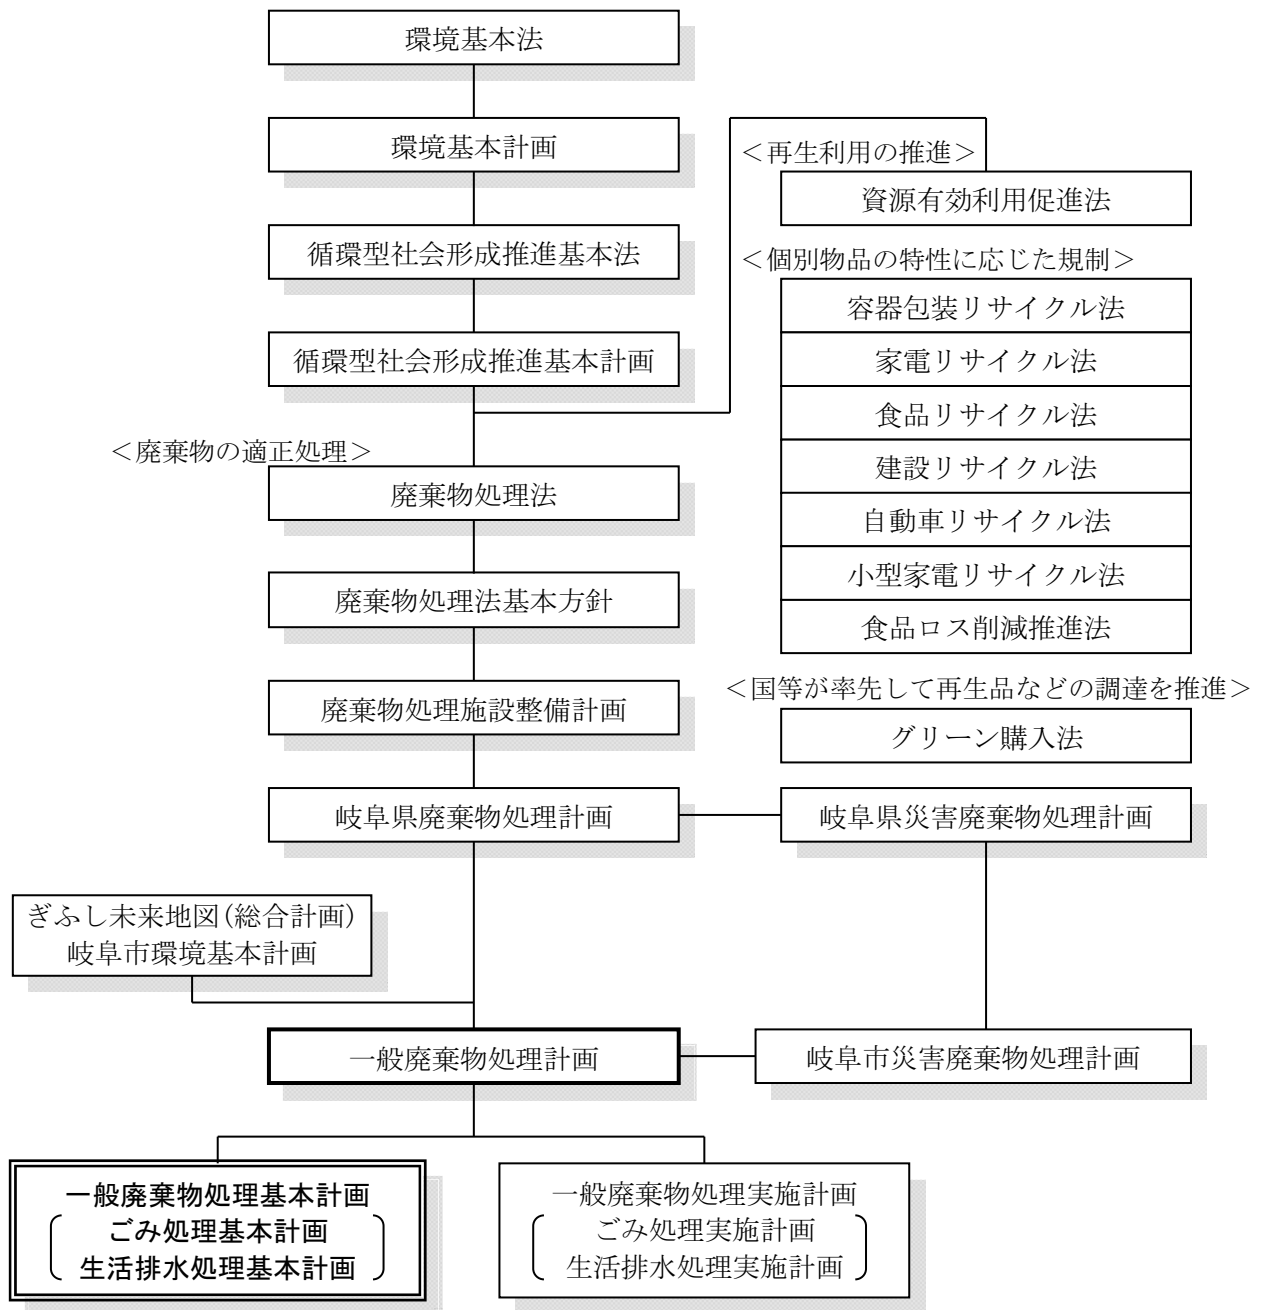 環境基本法
環境基本計画
循環型社会形成推進基本法
循環型社会形成推進基本計画
＜再生利用の推進＞
資源有効利用促進法
＜個別物品の特性に応じた規制＞
容器包装リサイクル法
家電リサイクル法
食品リサイクル法
建設リサイクル法
自動車リサイクル法
小型家電リサイクル法
食品ロス削減推進法
＜国等が率先して再生品などの調達を推進＞
グリーン購入法
＜廃棄物の適正処理＞
廃棄物処理法
廃棄物処理法基本方針
廃棄物処理施設整備計画
岐阜県廃棄物処理計画
岐阜県災害廃棄物処理計画
ぎふし未来地図(総合計画)
岐阜市環境基本計画
一般廃棄物処理計画
岐阜市災害廃棄物処理計画
一般廃棄物処理基本計画
ごみ処理基本計画
生活排水処理基本計画
一般廃棄物処理実施計画
ごみ処理実施計画
生活排水処理実施計画